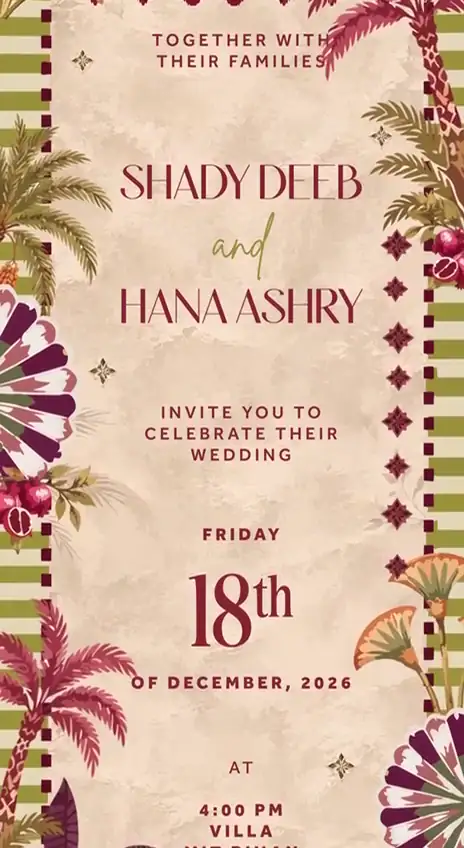 TOGETHER WITH
THEIR FAMILIES
SHADY DEEB
and
HANA ASHRY
INVITE YOU TO
CELEBRATE THEIR
WEDDING
FRIDAY
18th
OF DECEMBER, 2026
AT
4:00 PM
VILLA